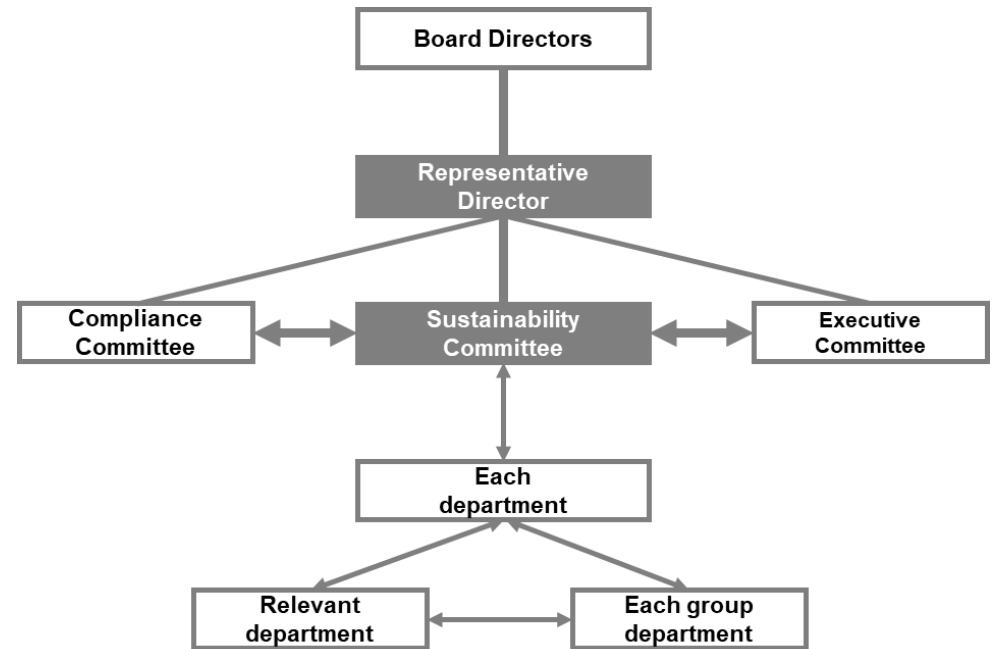 Board Directors
Representative
Director
Compliance
Committee
Sustainability
Committee
Executive
Committee
Each
department
Relevant
department
Each group
department